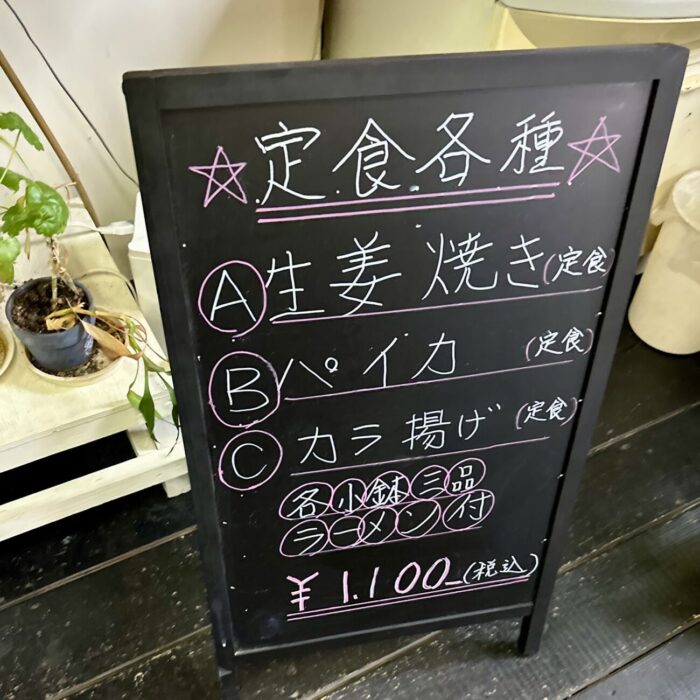 ☆定食各種☆
Ⓐ生姜焼き(定食)
Ⓑパイカ(定食)
Ⓒカラ揚げ(定食)
各小鉢三品
ラーメン付
¥1.100-(税込)